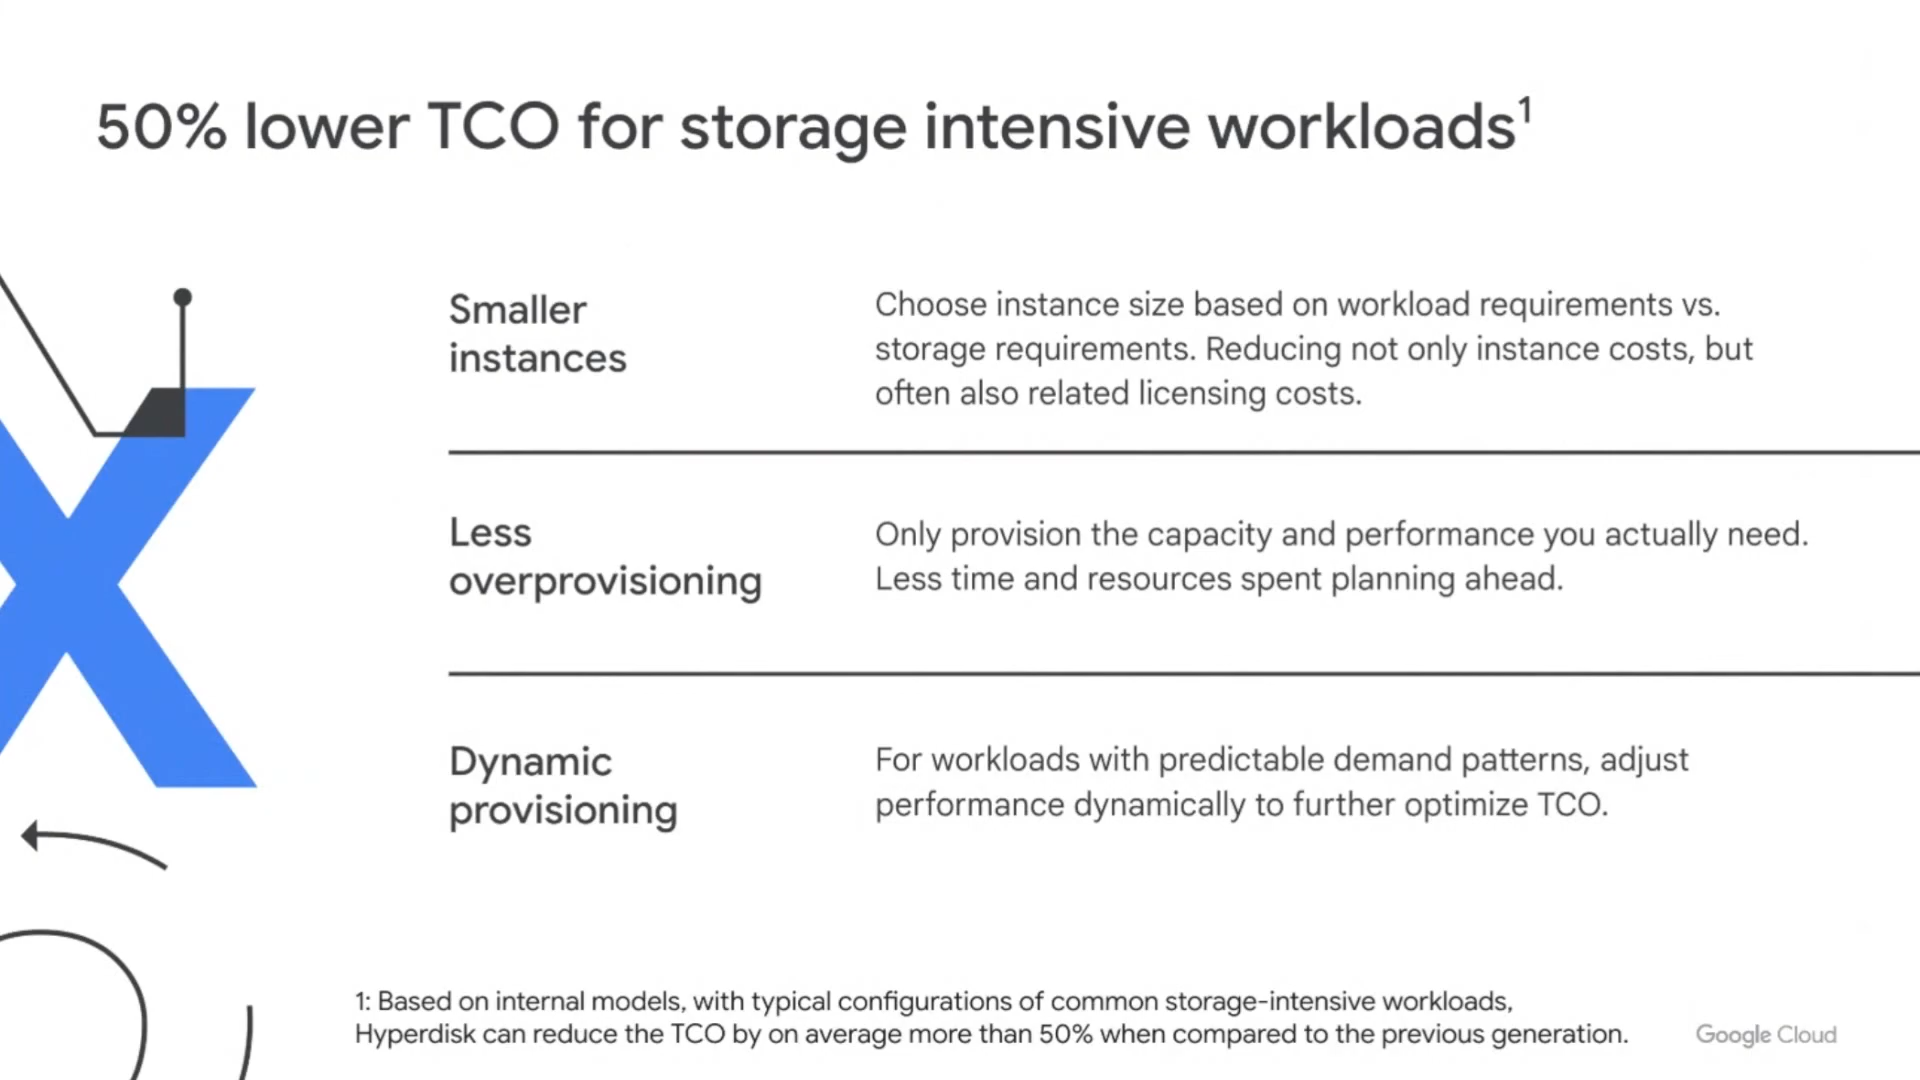 50% lower TCO for storage intensive workloads¹
Smaller
instances
Choose instance size based on workload requirements vs.
storage requirements. Reducing not only instance costs, but
often also related licensing costs.
Less
overprovisioning
Only provision the capacity and performance you actually need.
Less time and resources spent planning ahead.
Dynamic
provisioning
For workloads with predictable demand patterns, adjust
performance dynamically to further optimize TCO.
1: Based on internal models, with typical configurations of common storage-intensive workloads,
Hyperdisk can reduce the TCO by on average more than 50% when compared to the previous generation.
Google Cloud